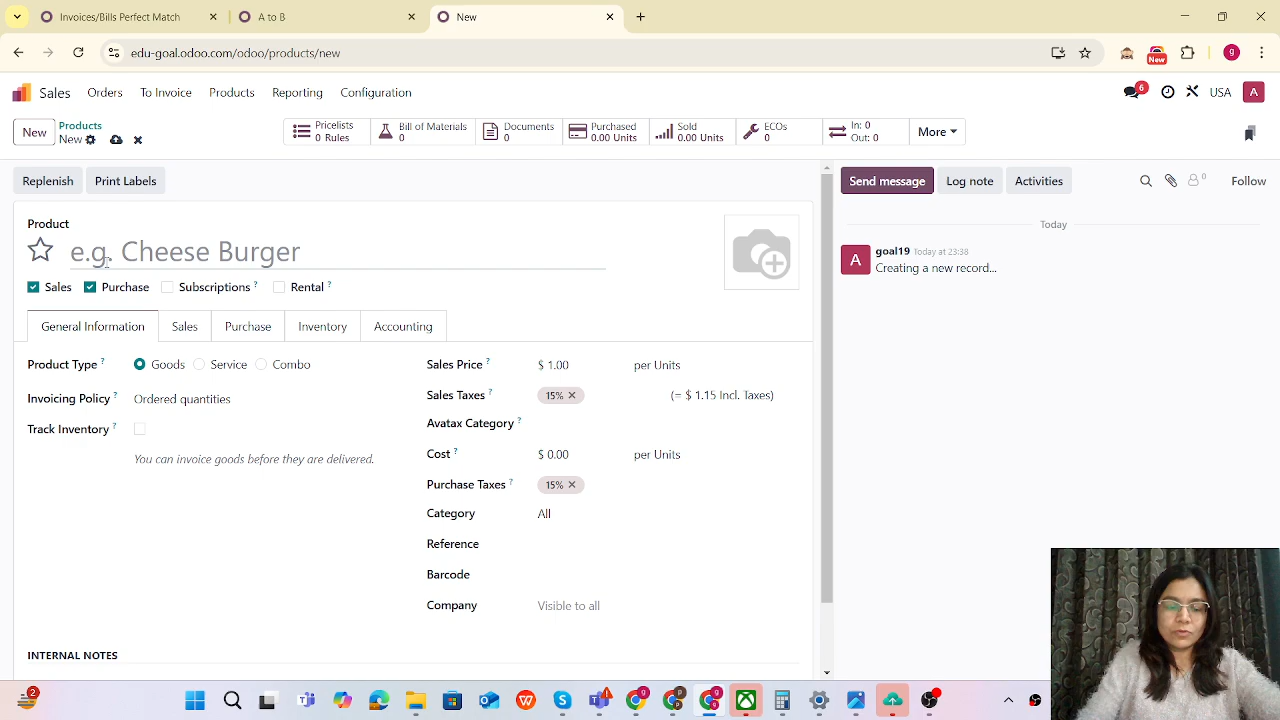 Invoices/Bills Perfect Match
A to B
New
edu-goal.odoo.com/odoo/products/new
g
New
Sales Orders To Invoice Products Reporting Configuration
6
USA
A
New
Products
New
Pricelists
0 Rules
Bill of Materials
0
Documents
0
Purchased
0.00 Units
Sold
0.00 Units
ECOs
0
In: 0
Out: 0
More
Replenish
Print Labels
Send message
Log note
Activities
0
Follow
Product
e.g. Cheese Burger
Sales Purchase Subscriptions ? Rental ?
General Information Sales Purchase Inventory Accounting
Product Type ? Goods Service Combo
Invoicing Policy ? Ordered quantities
Track Inventory ?
You can invoice goods before they are delivered.
Sales Price ? $ 1.00 per Units
Sales Taxes ? 15% (= $ 1.15 Incl. Taxes)
Avatax Category ?
Cost ? $ 0.00 per Units
Purchase Taxes ? 15%
Category All
Reference
Barcode
Company Visible to all
INTERNAL NOTES
Today
A
goal19 Today at 23:38
Creating a new record...
2